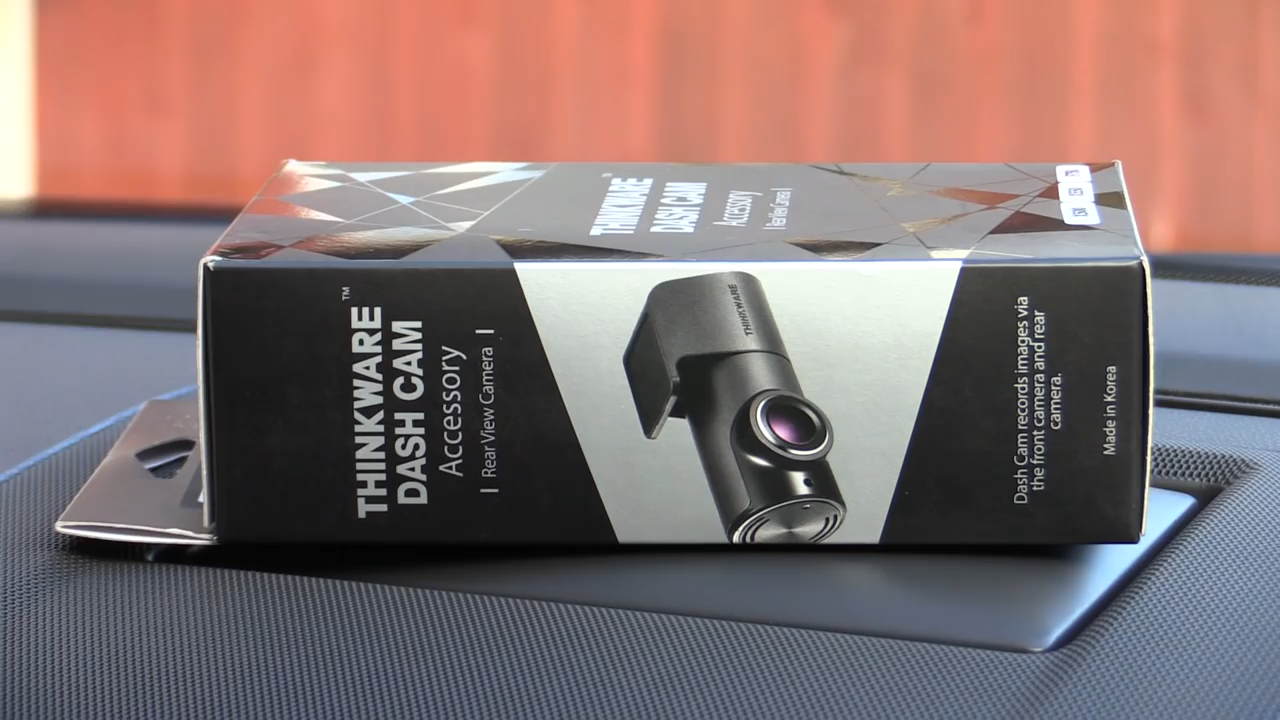 THINKWARE
DASH CAM
Accessory
| Rear View Camera |
THINKWARE™
DASH CAM
Accessory
| Rear View Camera |
THINKWARE
Dash Cam records images via
the front camera and rear
camera.
Made in Korea